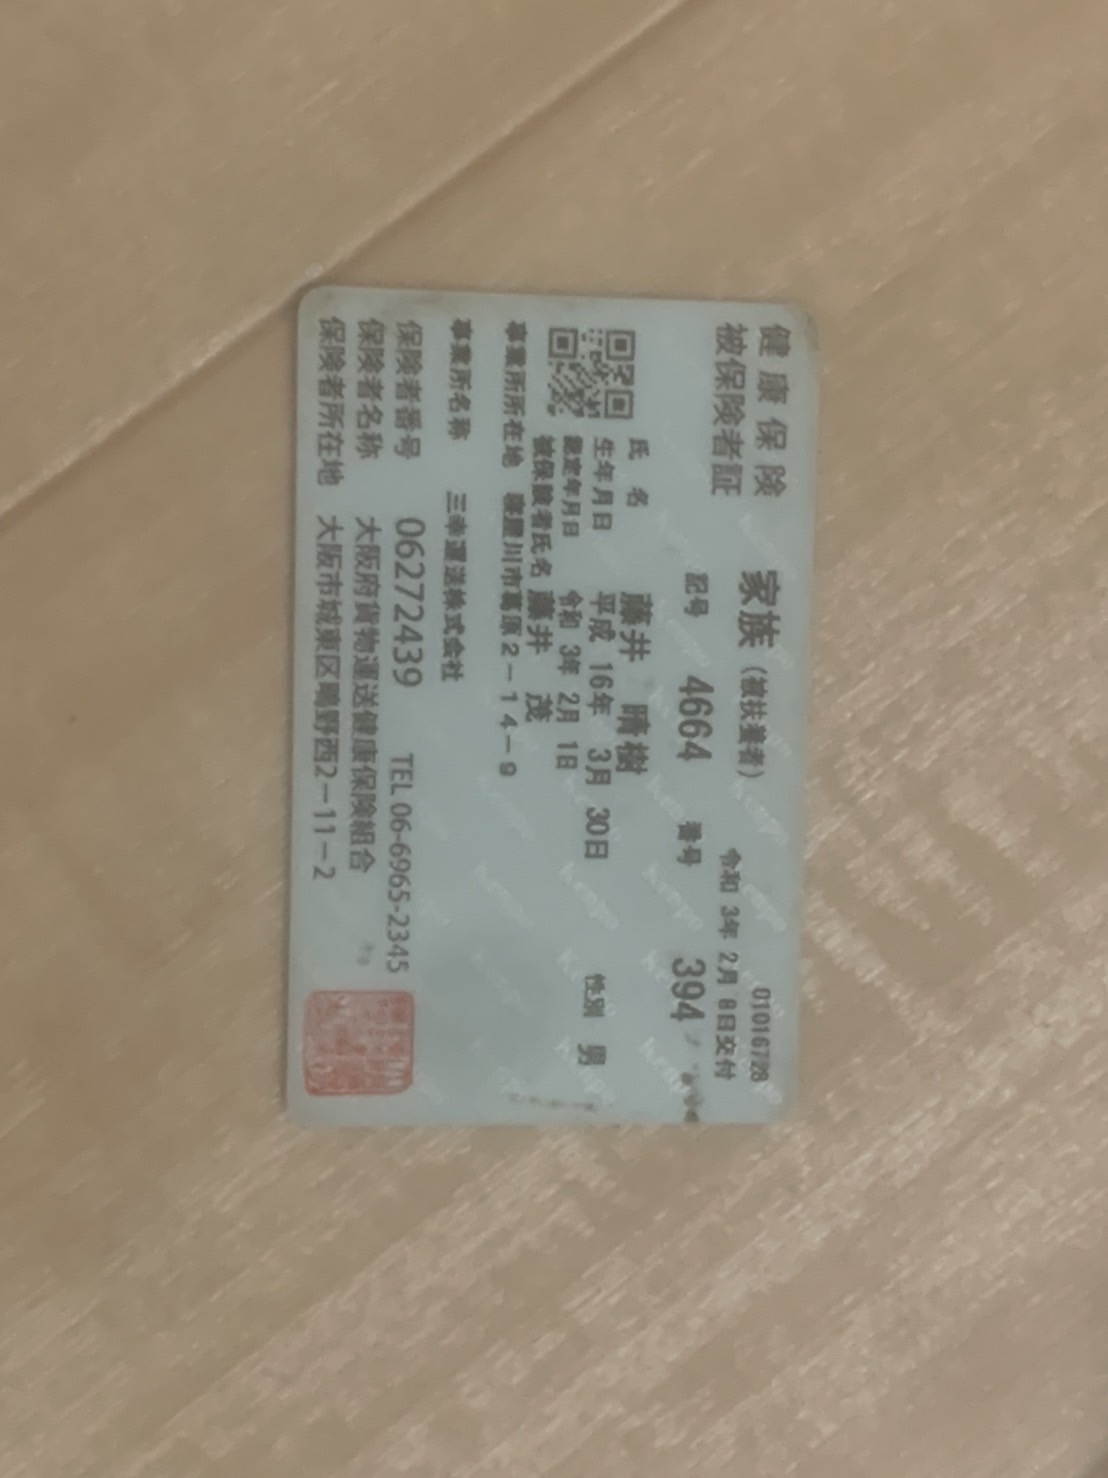 健康保険 家族(被扶養者) 01016728
被保険者証 令和 3年 2月 8日交付
記号 4664 番号 394
氏名 藤井 晴樹
生年月日 平成 16年 3月 30日 性別 男
認定年月日 令和 3年 2月 1日
被保険者氏名 藤井 茂
事業所所在地 寝屋川市葛原2-14-9
事業所名称 三幸運送株式会社
保険者番号 06272439 TEL 06-6965-2345
保険者名称 大阪府貨物運送健康保険組合
保険者所在地 大阪市城東区鴫野西2-11-2